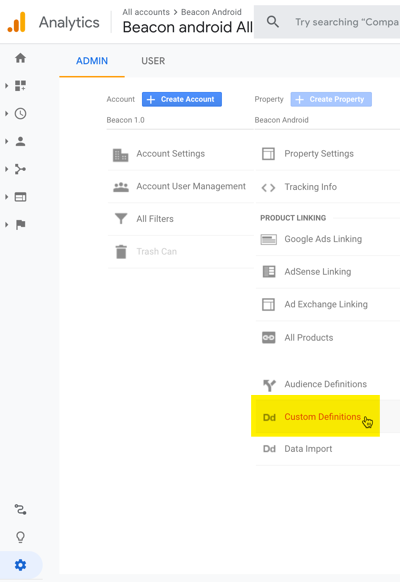 Analytics
All accounts > Beacon Android
Beacon android All
Try searching “Compa
ADMIN
USER
Account
+ Create Account
Beacon 1.0
Account Settings
Account User Management
All Filters
Trash Can
Property
+ Create Property
Beacon Android
Property Settings
<> Tracking Info
PRODUCT LINKING
Google Ads Linking
AdSense Linking
Ad Exchange Linking
All Products
Audience Definitions
Dd Custom Definitions
Dd Data Import